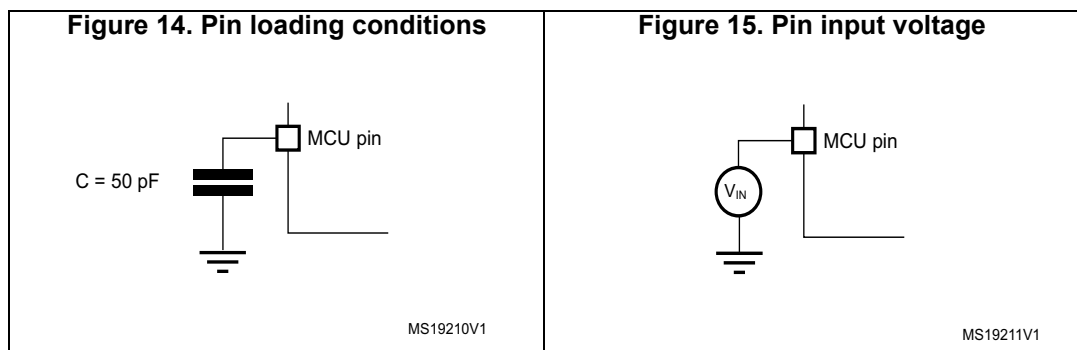 Figure 14. Pin loading conditions
Figure 15. Pin input voltage
MCU pin
C = 50 pF
MS19210V1
MCU pin
VIN
MS19211V1